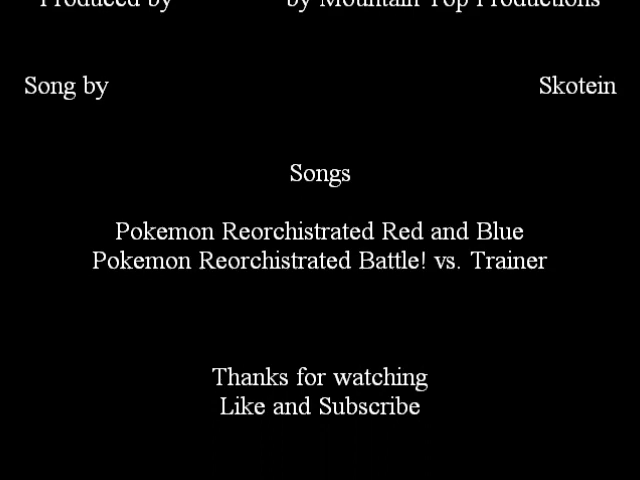 Produced by by Mountain Top Productions
Song by Skotein
Songs
Pokemon Reorchistrated Red and Blue
Pokemon Reorchistrated Battle! vs. Trainer
Thanks for watching
Like and Subscribe